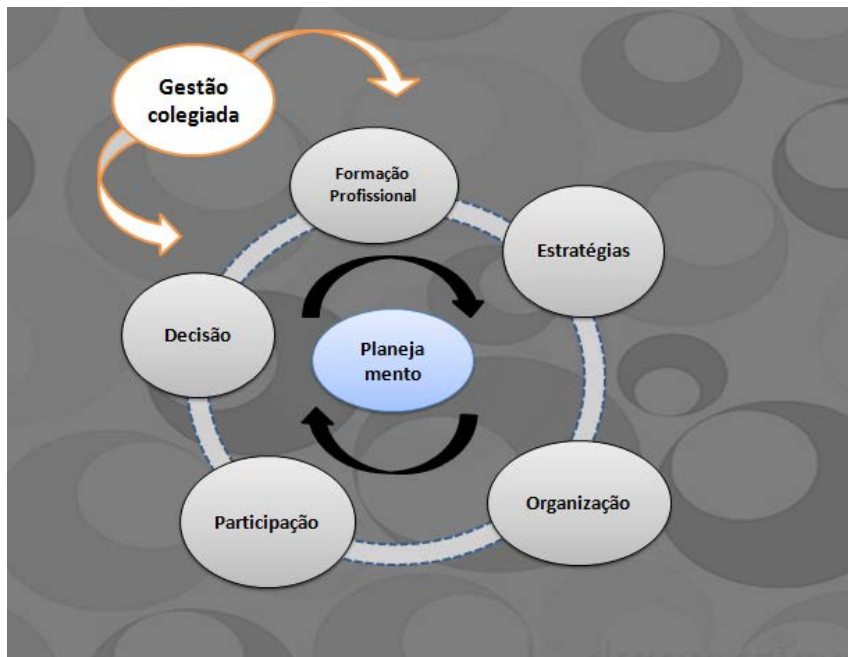 Gestão
colegiada
Formação
Profissional
Estratégias
Decisão
Planeja
mento
Organização
Participação